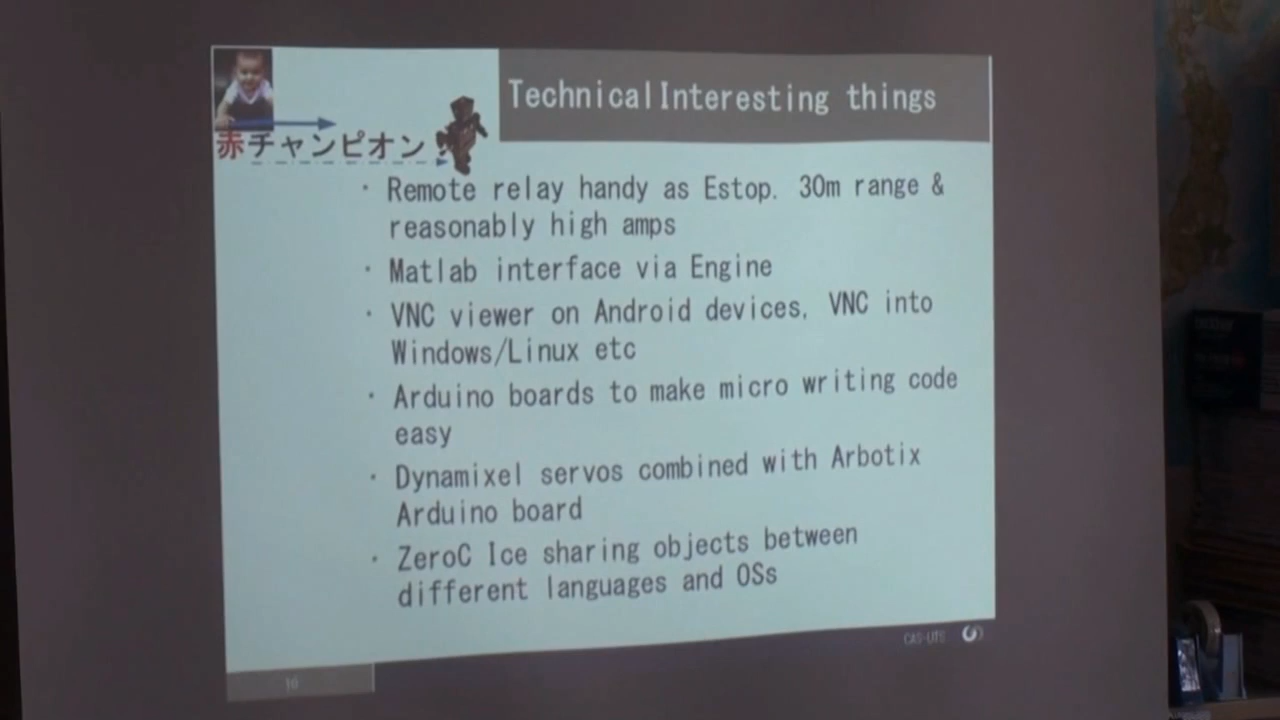 Technical Interesting things
赤チャンピオン
· Remote relay handy as Estop. 30m range &
reasonably high amps
· Matlab interface via Engine
· VNC viewer on Android devices, VNC into
Windows/Linux etc
· Arduino boards to make micro writing code
easy
· Dynamixel servos combined with Arbotix
Arduino board
· ZeroC Ice sharing objects between
different languages and OSs
CAS-UTS
16